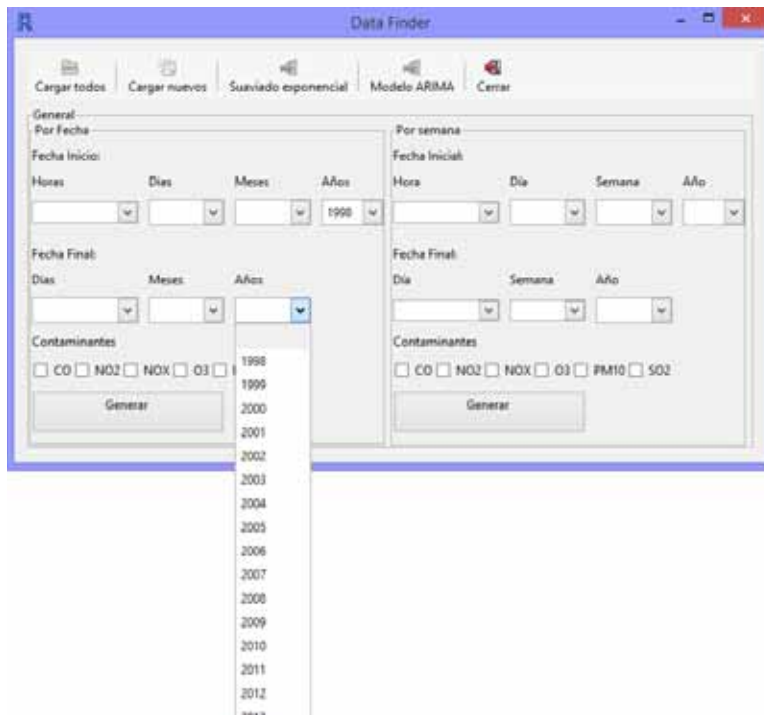 Data Finder
Cargar todos Cargar nuevos Suaviado exponencial Modelo ARIMA Cerrar
General
Por Fecha
Fecha Inicio:
Horas Dias Meses Años
1998
Fecha Final:
Dias Meses Años
Contaminantes
CO NO2 NOX O3
Generar
1998
1999
2000
2001
2002
2003
2004
2005
2006
2007
2008
2009
2010
2011
2012
Por semana
Fecha Inicial:
Hora Día Semana Año
Fecha Final:
Día Semana Año
Contaminantes
CO NO2 NOX O3 PM10 SO2
Generar